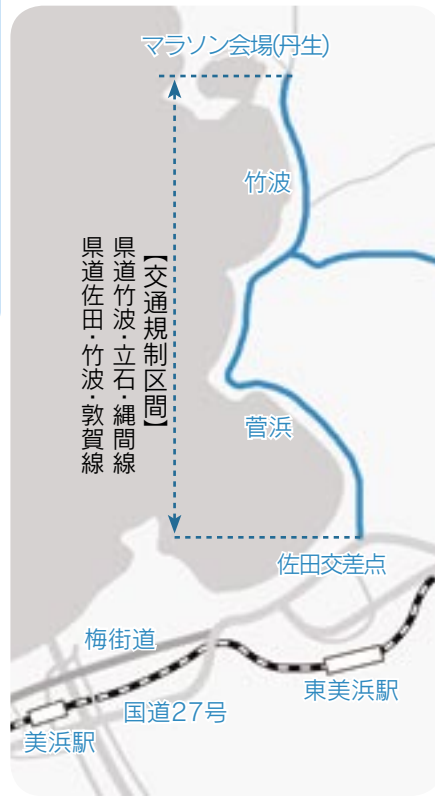 マラソン会場(丹生)
竹波
【交通規制区間】
県道竹波・立石・縄間線
県道佐田・竹波・敦賀線
菅浜
佐田交差点
梅街道
東美浜駅
国道27号
美浜駅